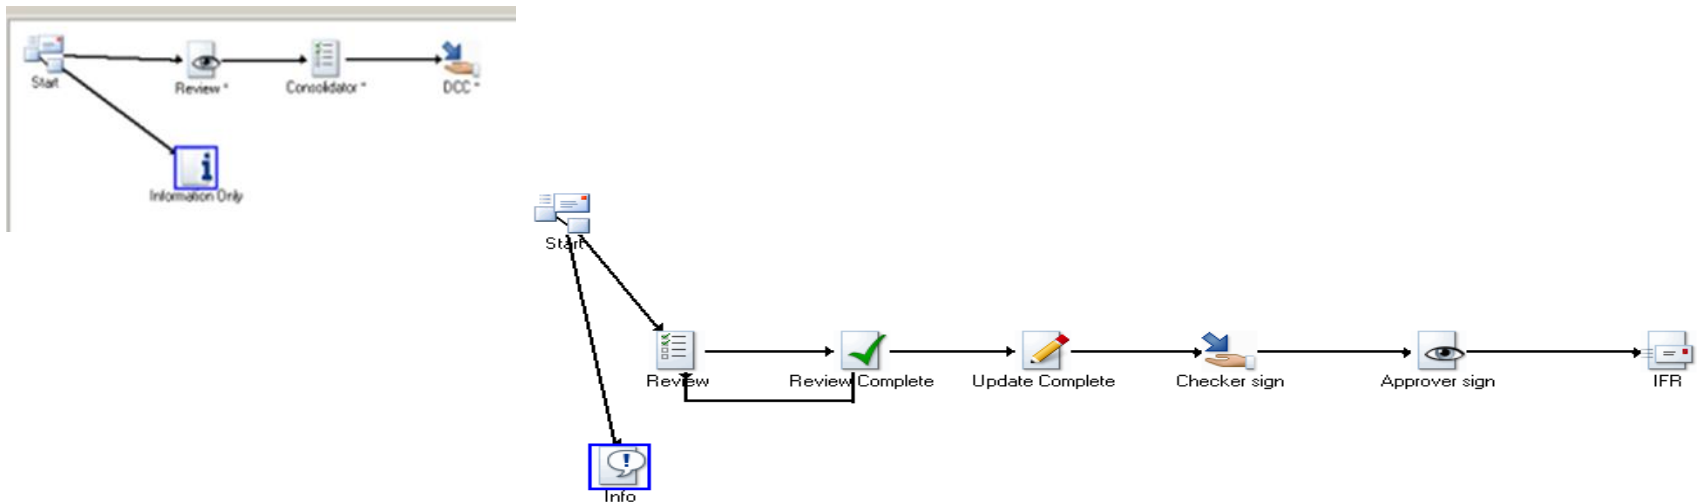 Start
Review *
Consolidator *
DCC *
Information Only
Start
Review
Review Complete
Update Complete
Checker sign
Approver sign
IFR
Info